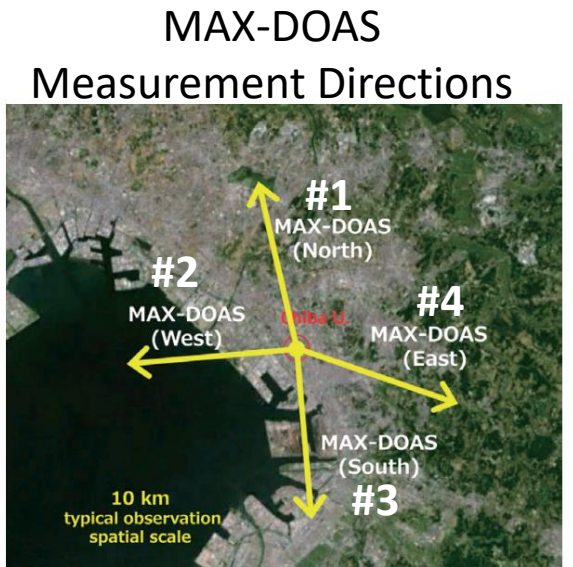 MAX-DOAS
Measurement Directions
#1
MAX-DOAS
(North)
#2
MAX-DOAS
(West)
Chiba U.
#4
MAX-DOAS
(East)
MAX-DOAS
(South)
#3
10 km
typical observation
spatial scale